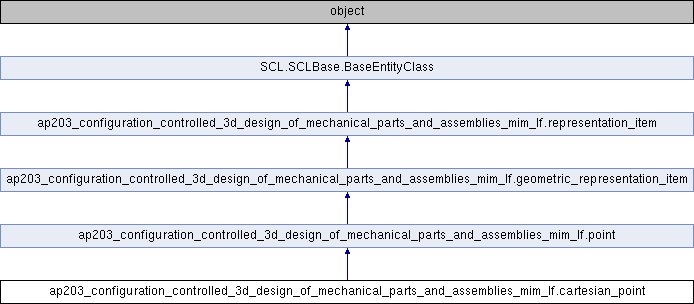 object
SCL.SCLBase.BaseEntityClass
ap203_configuration_controlled_3d_design_of_mechanical_parts_and_assemblies_mim_lf.representation_item
ap203_configuration_controlled_3d_design_of_mechanical_parts_and_assemblies_mim_lf.geometric_representation_item
ap203_configuration_controlled_3d_design_of_mechanical_parts_and_assemblies_mim_lf.point
ap203_configuration_controlled_3d_design_of_mechanical_parts_and_assemblies_mim_lf.cartesian_point